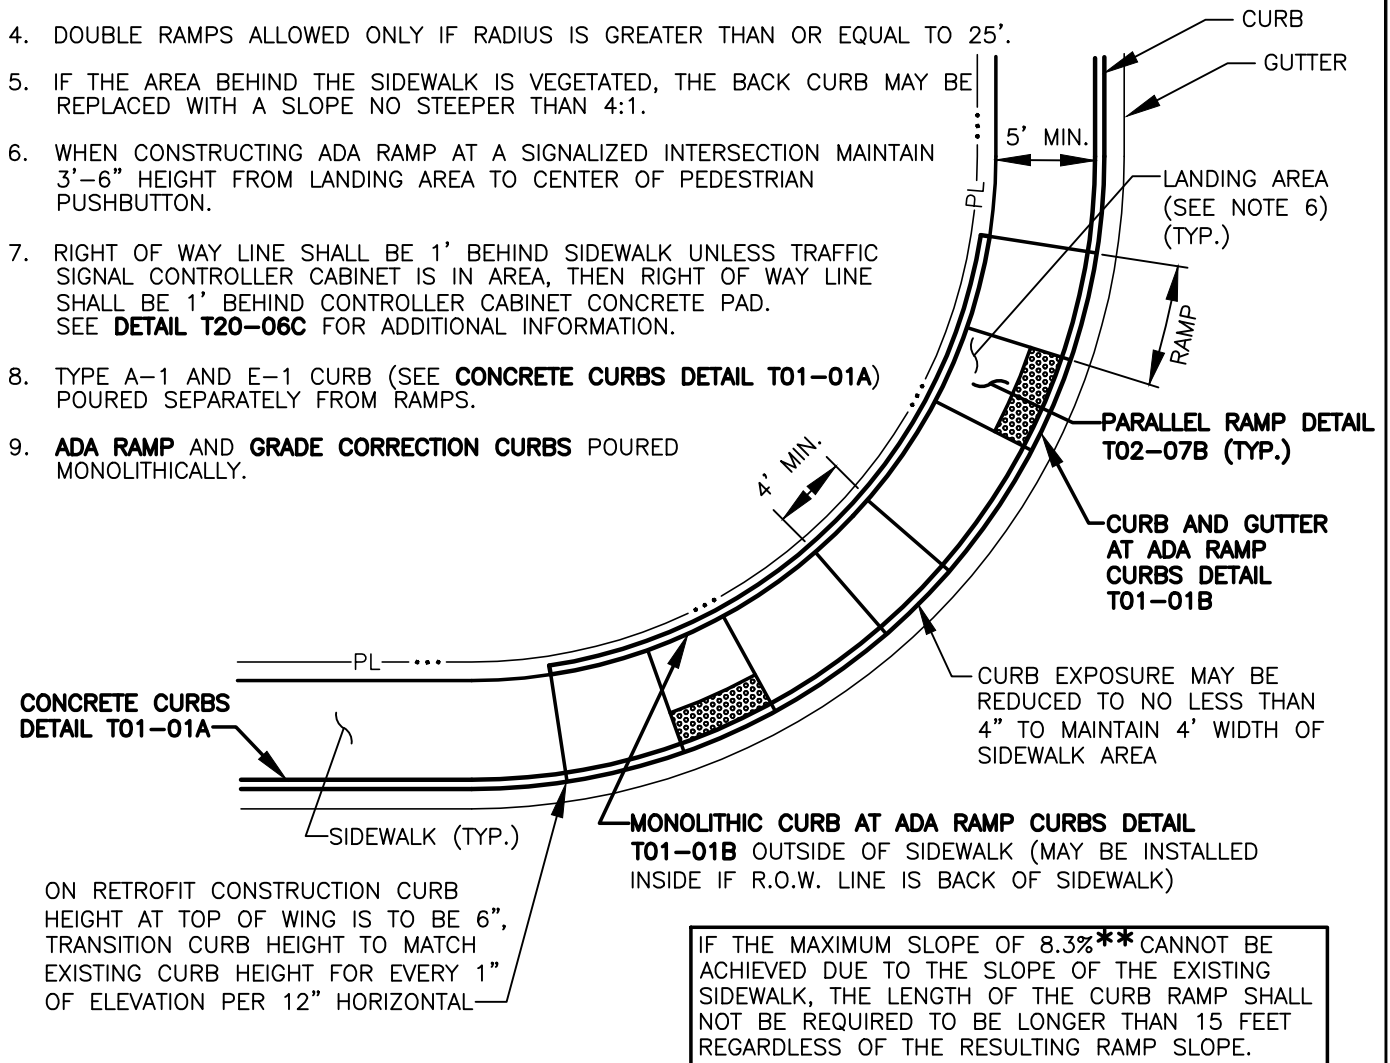 4. DOUBLE RAMPS ALLOWED ONLY IF RADIUS IS GREATER THAN OR EQUAL TO 25'.
5. IF THE AREA BEHIND THE SIDEWALK IS VEGETATED, THE BACK CURB MAY BE
REPLACED WITH A SLOPE NO STEEPER THAN 4:1.
6. WHEN CONSTRUCTING ADA RAMP AT A SIGNALIZED INTERSECTION MAINTAIN
3'-6" HEIGHT FROM LANDING AREA TO CENTER OF PEDESTRIAN
PUSHBUTTON.
7. RIGHT OF WAY LINE SHALL BE 1' BEHIND SIDEWALK UNLESS TRAFFIC
SIGNAL CONTROLLER CABINET IS IN AREA, THEN RIGHT OF WAY LINE
SHALL BE 1' BEHIND CONTROLLER CABINET CONCRETE PAD.
SEE DETAIL T20-06C FOR ADDITIONAL INFORMATION.
8. TYPE A-1 AND E-1 CURB (SEE CONCRETE CURBS DETAIL T01-01A)
POURED SEPARATELY FROM RAMPS.
9. ADA RAMP AND GRADE CORRECTION CURBS POURED
MONOLITHICALLY.
CURB
GUTTER
5' MIN.
PL
LANDING AREA
(SEE NOTE 6)
(TYP.)
RAMP
PARALLEL RAMP DETAIL
T02-07B (TYP.)
4' MIN.
CURB AND GUTTER
AT ADA RAMP
CURBS DETAIL
T01-01B
PL
CURB EXPOSURE MAY BE
REDUCED TO NO LESS THAN
4" TO MAINTAIN 4' WIDTH OF
SIDEWALK AREA
CONCRETE CURBS
DETAIL T01-01A
SIDEWALK (TYP.)
MONOLITHIC CURB AT ADA RAMP CURBS DETAIL
T01-01B OUTSIDE OF SIDEWALK (MAY BE INSTALLED
INSIDE IF R.O.W. LINE IS BACK OF SIDEWALK)
ON RETROFIT CONSTRUCTION CURB
HEIGHT AT TOP OF WING IS TO BE 6",
TRANSITION CURB HEIGHT TO MATCH
EXISTING CURB HEIGHT FOR EVERY 1"
OF ELEVATION PER 12" HORIZONTAL
IF THE MAXIMUM SLOPE OF 8.3%** CANNOT BE
ACHIEVED DUE TO THE SLOPE OF THE EXISTING
SIDEWALK, THE LENGTH OF THE CURB RAMP SHALL
NOT BE REQUIRED TO BE LONGER THAN 15 FEET
REGARDLESS OF THE RESULTING RAMP SLOPE.